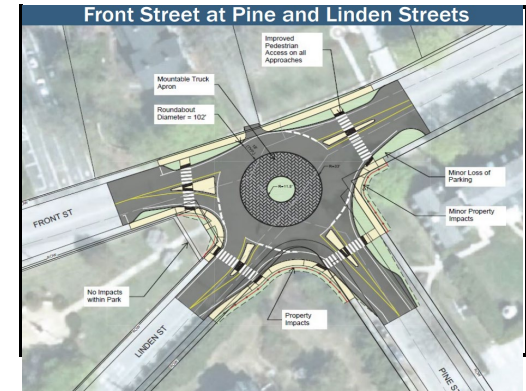 Front Street at Pine and Linden Streets
Improved
Pedestrian
Access on all
Approaches
Mountable Truck
Apron
Roundabout
Diameter = 102'
Minor Loss of
Parking
Minor Property
Impacts
FRONT ST
No Impacts
within Park
Property
Impacts
LINDEN ST
PINE ST